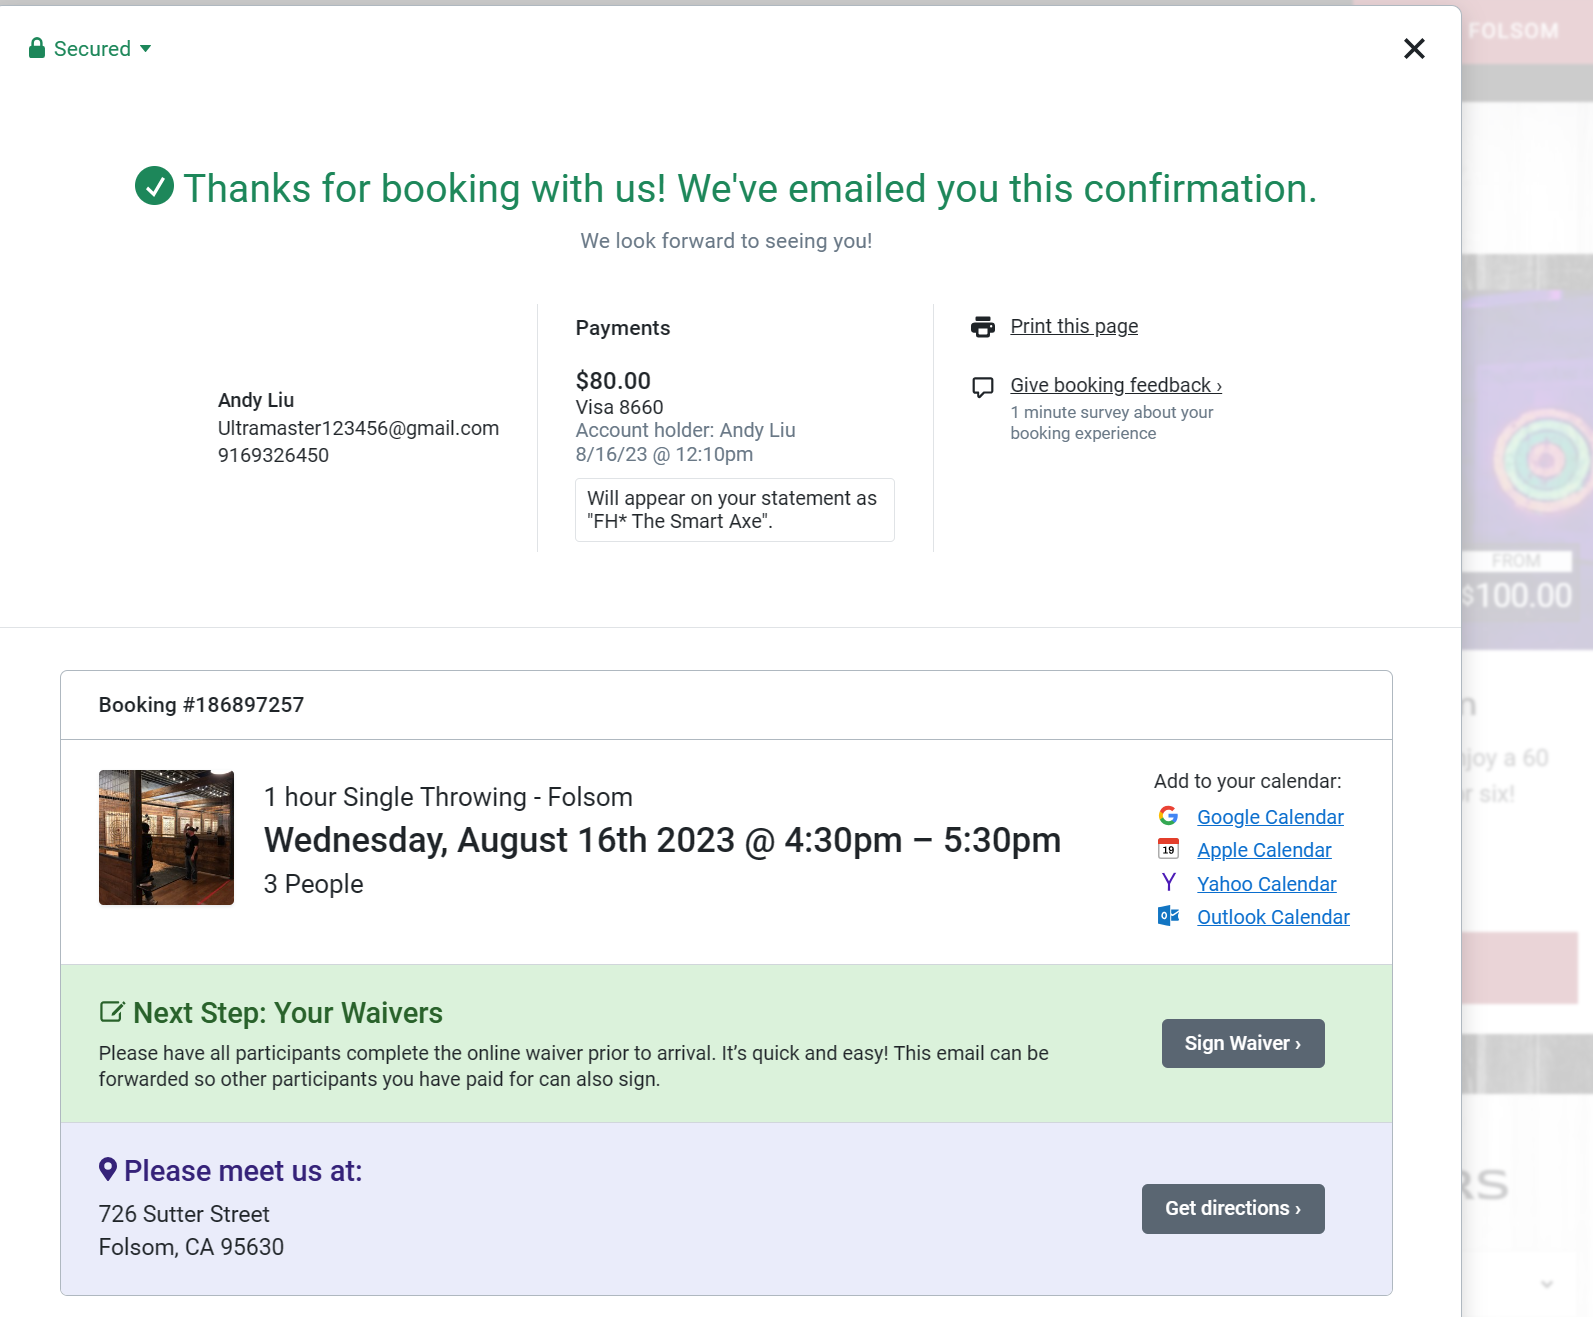 FOLSOM
Secured
Thanks for booking with us! We've emailed you this confirmation.
We look forward to seeing you!
Andy Liu
Ultramaster123456@gmail.com
9169326450
Payments
$80.00
Visa 8660
Account holder: Andy Liu
8/16/23 @ 12:10pm
Will appear on your statement as
"FH* The Smart Axe".
Print this page
Give booking feedback ›
1 minute survey about your
booking experience
FROM
$100.00
Booking #186897257
1 hour Single Throwing - Folsom
Wednesday, August 16th 2023 @ 4:30pm – 5:30pm
3 People
Add to your calendar:
Google Calendar
19
Apple Calendar
Yahoo Calendar
Outlook Calendar
a 60
six!
Next Step: Your Waivers
Please have all participants complete the online waiver prior to arrival. It’s quick and easy! This email can be
forwarded so other participants you have paid for can also sign.
Sign Waiver ›
Please meet us at:
726 Sutter Street
Folsom, CA 95630
Get directions ›